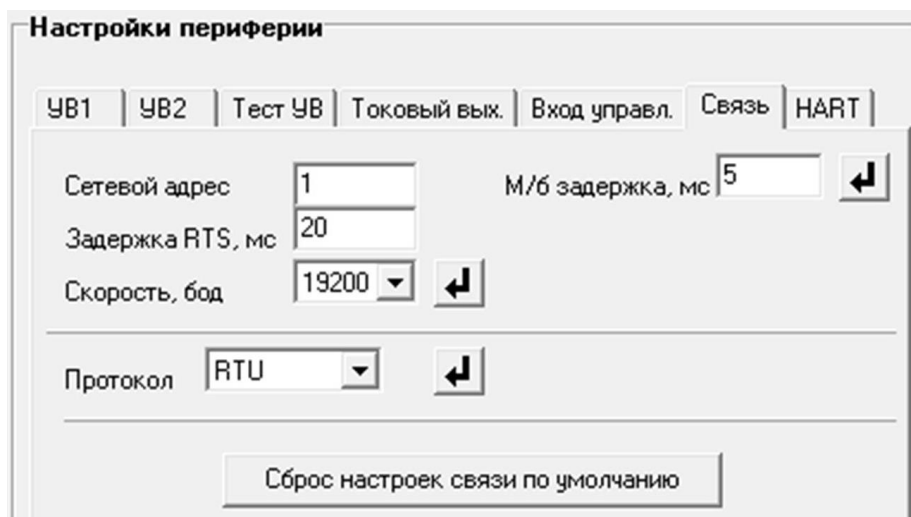 Настройки периферии
УВ1 УВ2 Тест УВ Токовый вых. Вход управл. Связь HART
Сетевой адрес 1 М/б задержка, мс 5
Задержка RTS, мс 20
Скорость, бод 19200
Протокол RTU
Сброс настроек связи по умолчанию